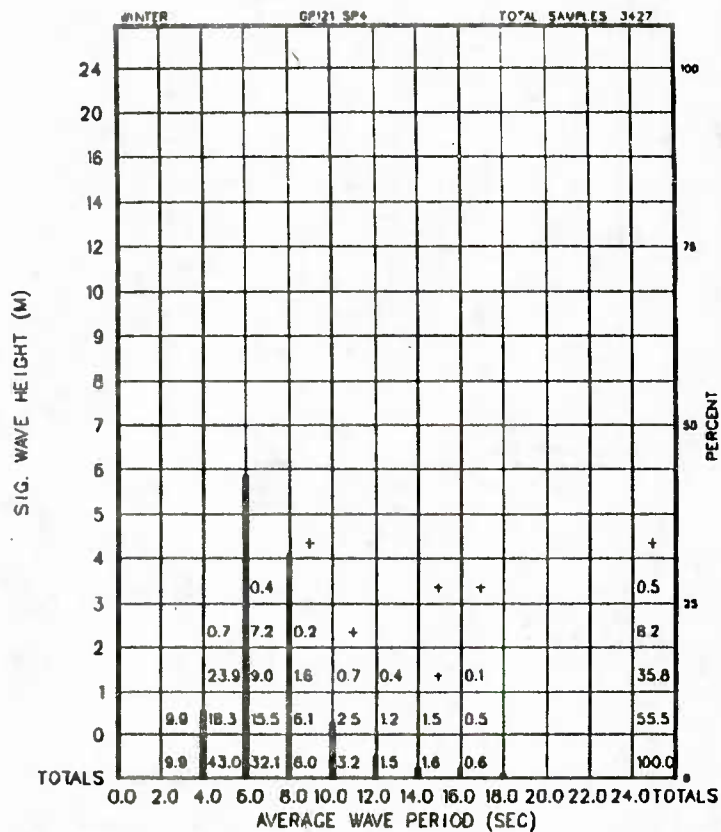 WINTER GP121 SP4 TOTAL SAMPLES 3427
24 100
20
16
14
12 75
10
9
8
7 50
6
5
4 + +
0.4 + + 0.5
3 25
0.7 7.2 0.2 + 8.2
2
23.9 9.0 1.6 0.7 0.4 + 0.1 35.8
1
9.9 18.3 15.5 6.1 2.5 1.2 1.5 0.5 55.5
0
9.9 43.0 32.1 8.0 3.2 1.5 1.6 0.6 100.0
TOTALS 0
0.0 2.0 4.0 6.0 8.0 10.0 12.0 14.0 16.0 18.0 20.0 22.0 24.0 TOTALS
AVERAGE WAVE PERIOD (SEC)
SIG. WAVE HEIGHT (M)
PERCENT